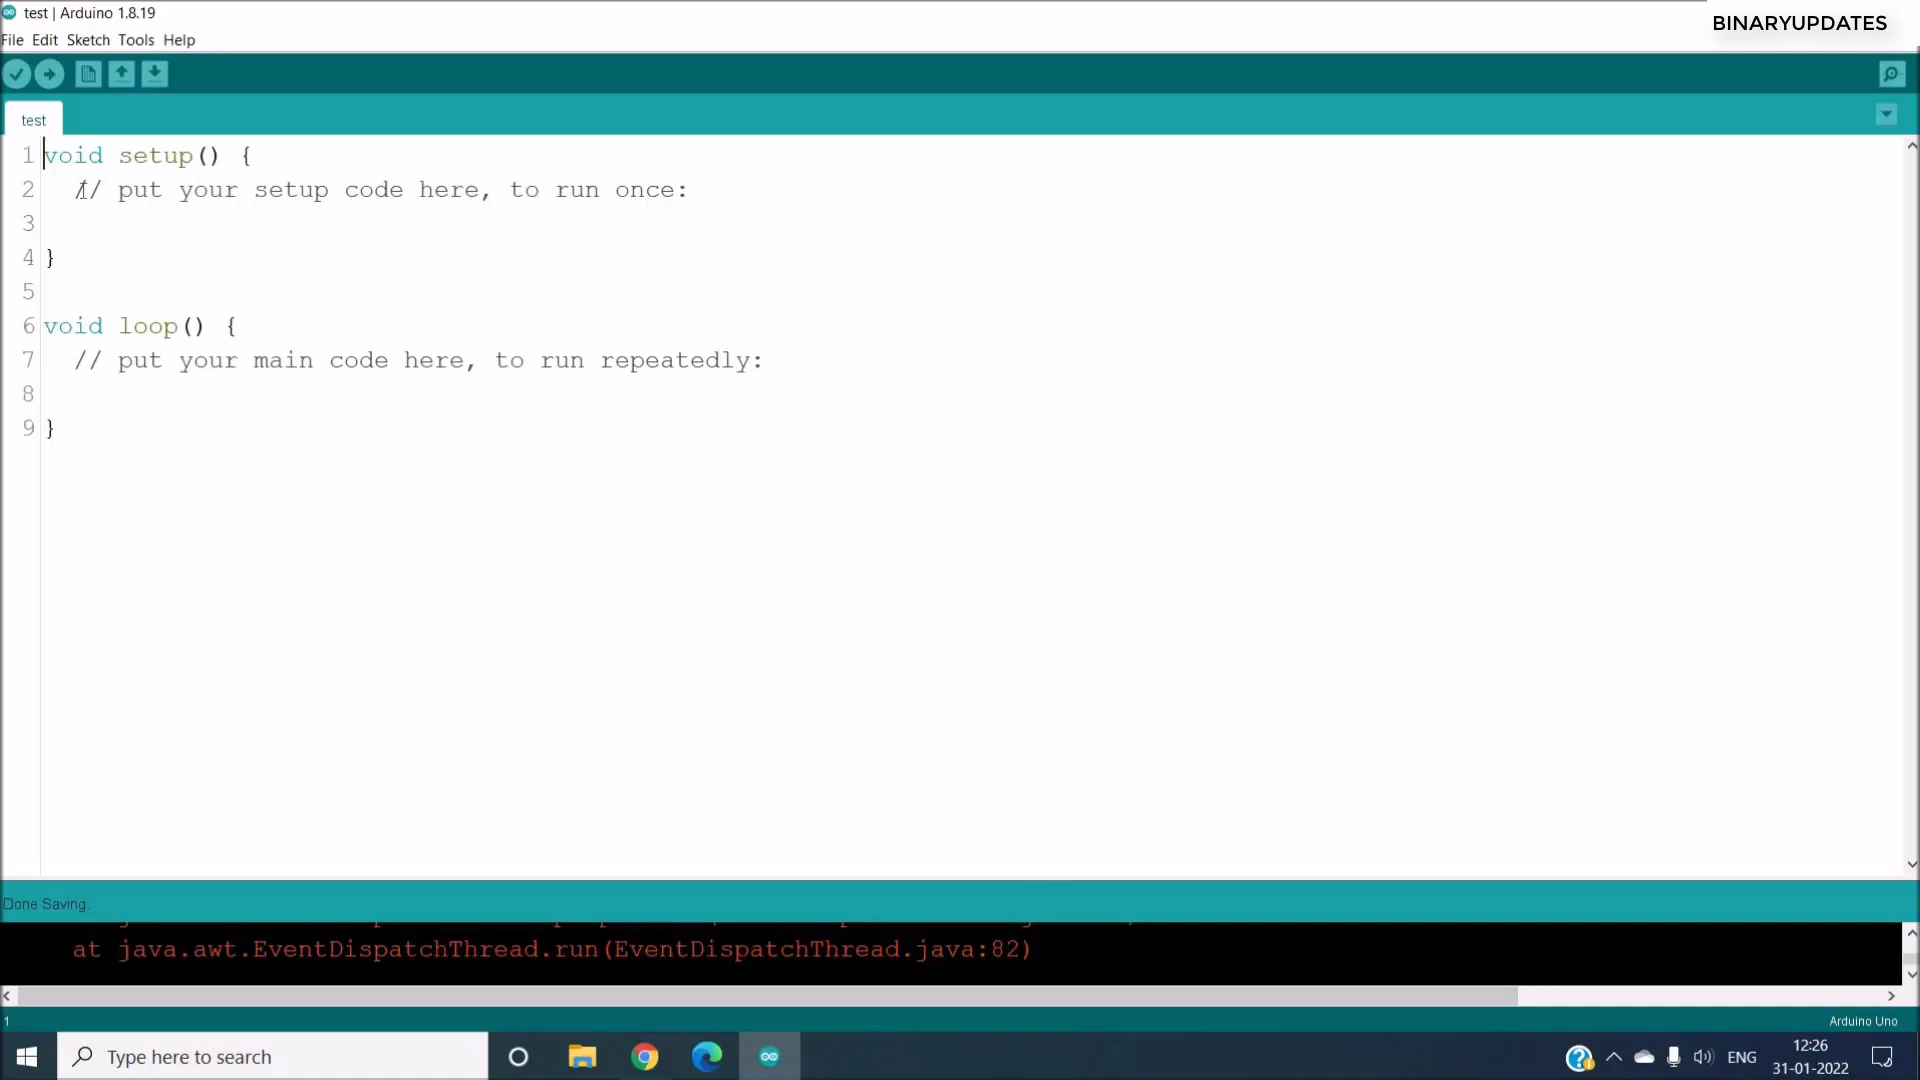 test | Arduino 1.8.19
BINARYUPDATES
File Edit Sketch Tools Help
test
1 void setup() {
2 // put your setup code here, to run once:
3
4 }
5
6 void loop() {
7 // put your main code here, to run repeatedly:
8
9 }
Done Saving.
at java.awt.EventDispatchThread.run(EventDispatchThread.java:82)
1
Arduino Uno
Type here to search
ENG
12:26
31-01-2022